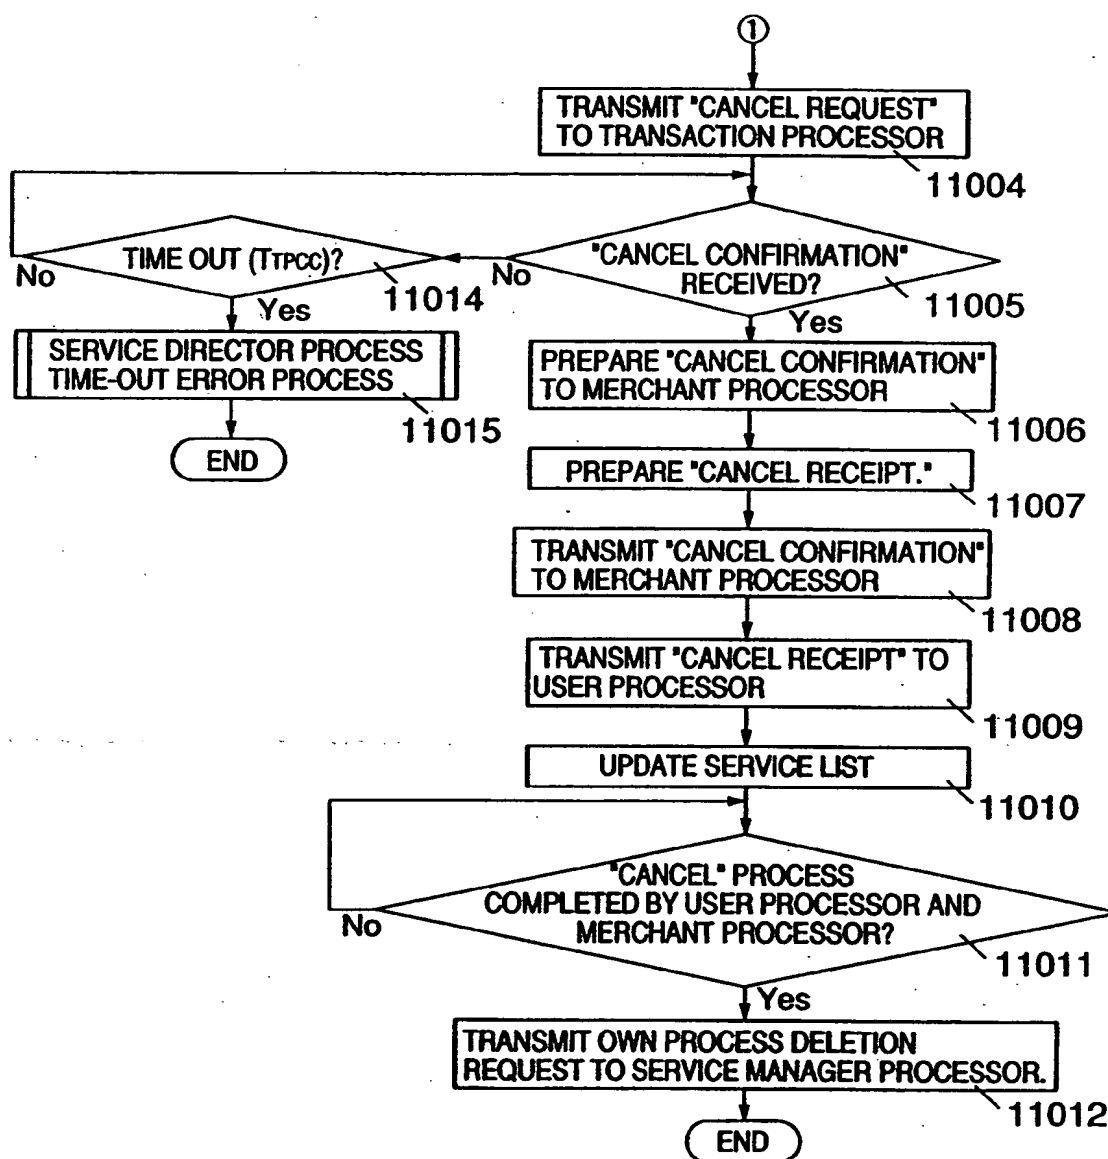 ①
TRANSMIT "CANCEL REQUEST"
TO TRANSACTION PROCESSOR
11004
"CANCEL CONFIRMATION"
RECEIVED?
11005
No
Yes
TIME OUT (TTPCC)?
11014
No
Yes
SERVICE DIRECTOR PROCESS
TIME-OUT ERROR PROCESS
11015
END
PREPARE "CANCEL CONFIRMATION"
TO MERCHANT PROCESSOR
11006
PREPARE "CANCEL RECEIPT."
11007
TRANSMIT "CANCEL CONFIRMATION"
TO MERCHANT PROCESSOR
11008
TRANSMIT "CANCEL RECEIPT" TO
USER PROCESSOR
11009
UPDATE SERVICE LIST
11010
"CANCEL" PROCESS
COMPLETED BY USER PROCESSOR AND
MERCHANT PROCESSOR?
11011
No
Yes
TRANSMIT OWN PROCESS DELETION
REQUEST TO SERVICE MANAGER PROCESSOR.
11012
END